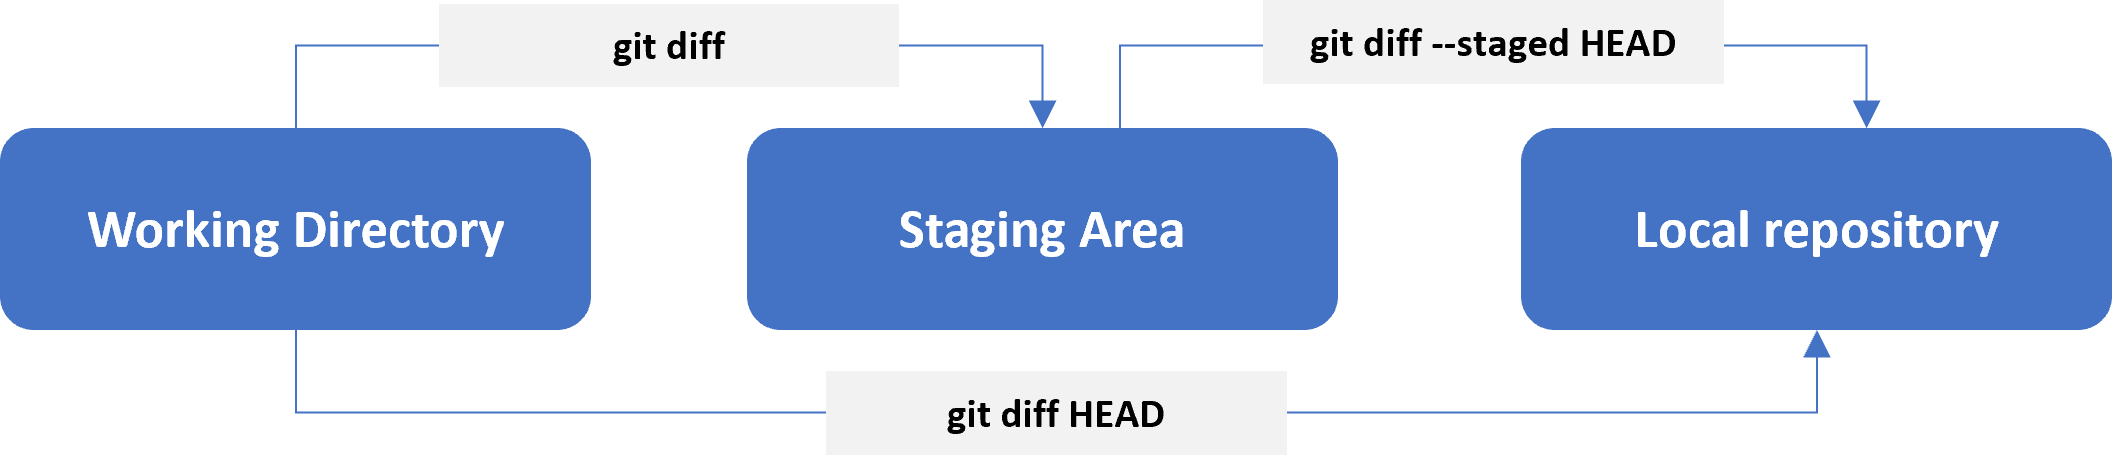 git diff
git diff --staged HEAD
Working Directory
Staging Area
Local repository
git diff HEAD